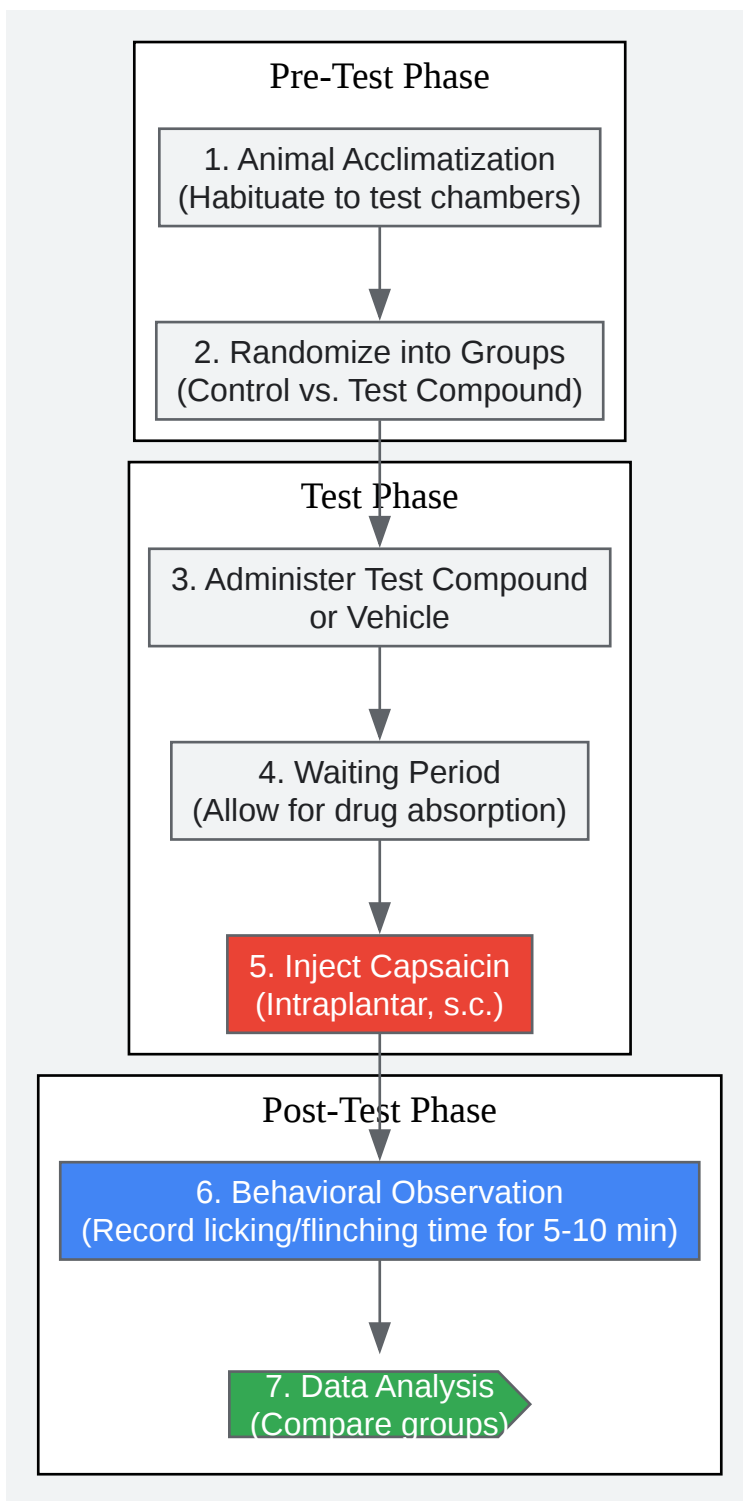 Pre-Test Phase
1. Animal Acclimatization
(Habituate to test chambers)
2. Randomize into Groups
(Control vs. Test Compound)
Test Phase
3. Administer Test Compound
or Vehicle
4. Waiting Period
(Allow for drug absorption)
5. Inject Capsaicin
(Intraplantar, s.c.)
Post-Test Phase
6. Behavioral Observation
(Record licking/flinching time for 5-10 min)
7. Data Analysis
(Compare groups)